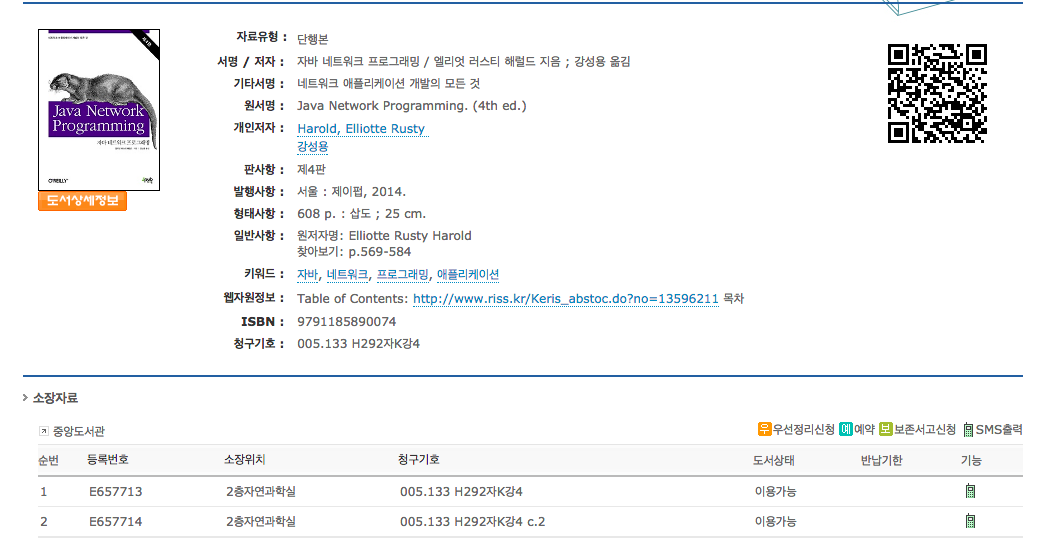 Java Network
Programming
자바 네트워크 프로그래밍
O'REILLY
도서상세정보
자료유형 : 단행본
서명 / 저자 : 자바 네트워크 프로그래밍 / 엘리엇 러스티 해럴드 지음 ; 강성용 옮김
기타서명 : 네트워크 애플리케이션 개발의 모든 것
원서명 : Java Network Programming. (4th ed.)
개인저자 : Harold, Elliotte Rusty
강성용
판사항 : 제4판
발행사항 : 서울 : 제이펍, 2014.
형태사항 : 608 p. : 삽도 ; 25 cm.
일반사항 : 원저자명: Elliotte Rusty Harold
찾아보기: p.569-584
키워드 : 자바, 네트워크, 프로그래밍, 애플리케이션
웹자원정보 : Table of Contents: http://www.riss.kr/Keris_abstoc.do?no=13596211 목차
ISBN : 9791185890074
청구기호 : 005.133 H292자K강4
소장자료
중앙도서관
우 우선정리신청 예 예약 보 보존서고신청 SMS출력
순번 등록번호 소장위치 청구기호 도서상태 반납기한 기능
1 E657713 2층자연과학실 005.133 H292자K강4 이용가능
2 E657714 2층자연과학실 005.133 H292자K강4 c.2 이용가능